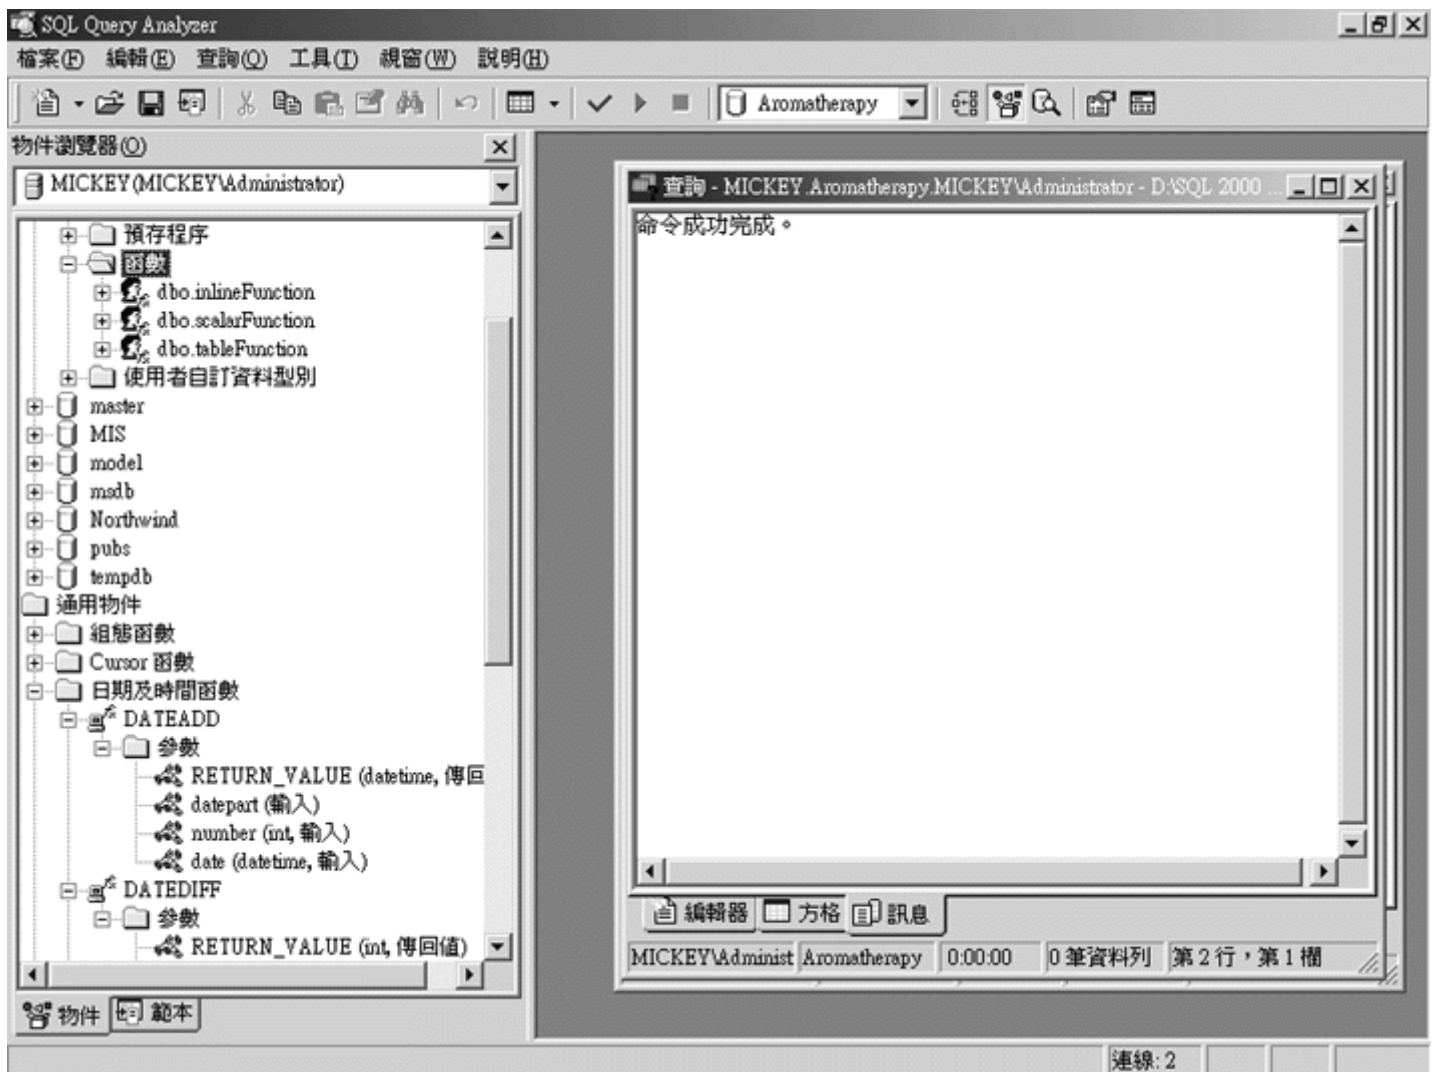 SQL Query Analyzer
檔案(F) 編輯(E) 查詢(Q) 工具(T) 視窗(W) 說明(H)
Aromatherapy
物件瀏覽器(O)
MICKEY (MICKEY\Administrator)
預存程序
函數
dbo.inlineFunction
dbo.scalarFunction
dbo.tableFunction
使用者自訂資料型別
master
MIS
model
msdb
Northwind
pubs
tempdb
通用物件
組態函數
Cursor 函數
日期及時間函數
DATEADD
參數
RETURN_VALUE (datetime, 傳回
datepart (輸入)
number (int, 輸入)
date (datetime, 輸入)
DATEDIFF
參數
RETURN_VALUE (int, 傳回值)
物件 範本
查詢 - MICKEY.Aromatherapy.MICKEY\Administrator - D:\SQL 2000 ...
命令成功完成。
編輯器 方格 訊息
MICKEY\Administ Aromatherapy 0:00:00 0 筆資料列 第 2 行，第 1 欄
連線: 2